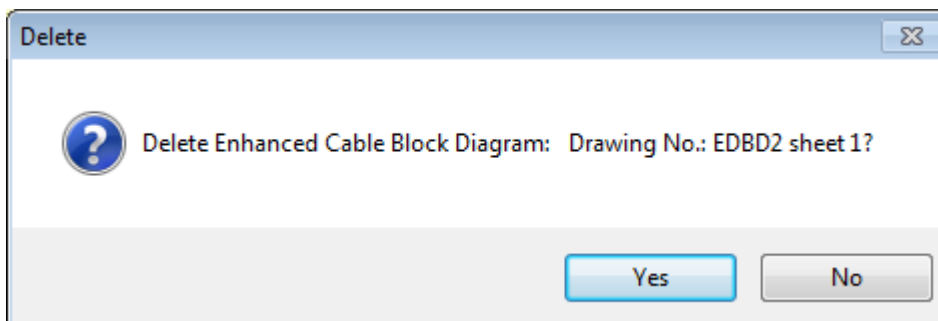 Delete
Delete Enhanced Cable Block Diagram:   Drawing No.: EDBD2 sheet 1?
Yes
No